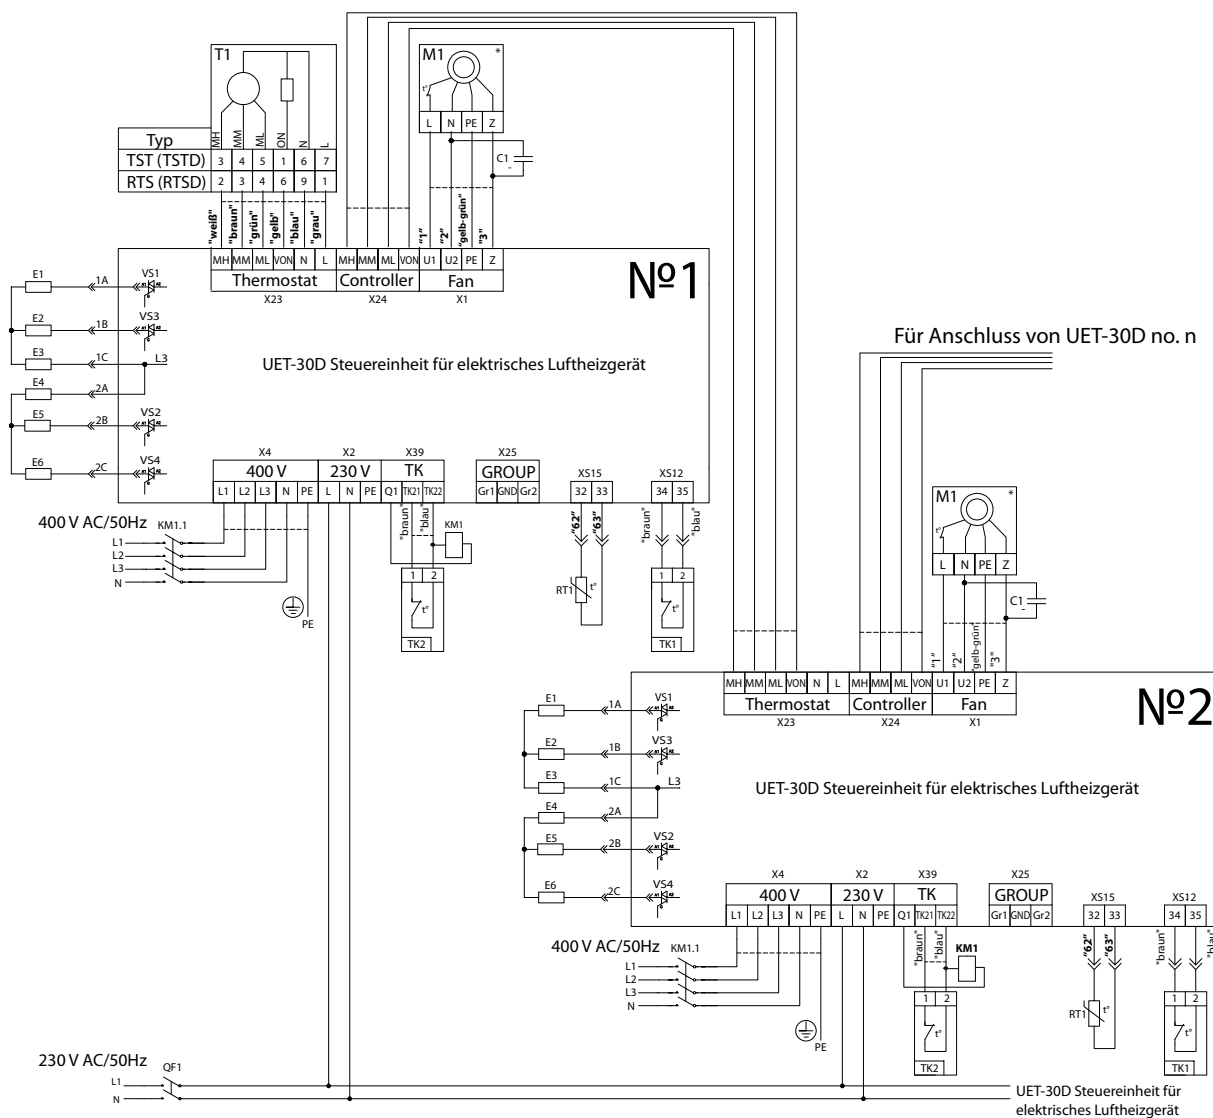 T1
M1 *
t°
L N PE Z
C1
MH MM ML ON N L
Typ
TST (TSTD) 3 4 5 1 6 7
RTS (RTSD) 2 3 4 6 9 1
"weiß" "braun" "grün" "gelb" "blau" "grau"
"1" "2" "gelb-grün" "3"
MH MM ML VON N L MH MM ML VON U1 U2 PE Z
Thermostat Controller Fan
X23 X24 X1
№1
E1 1A VS1
E2 1B VS3
E3 1C L3
E4 2A
E5 2B VS2
E6 2C VS4
UET-30D Steuereinheit für elektrisches Luftheizgerät
Für Anschluss von UET-30D no. n
X4 X2 X39 X25 XS15 XS12
400 V 230 V TK GROUP
L1 L2 L3 N PE L N PE Q1 TK21 TK22 Gr1 GND Gr2 32 33 34 35
400 V AC/50Hz KM1.1
L1
L2
L3
N
PE
"braun" "blau" KM1
1 2
t°
TK2
"62" "63"
RT1 t°
"braun" "blau"
1 2
t°
TK1
M1 *
t°
L N PE Z
C1
"1" "2" "gelb-grün" "3"
MH MM ML VON N L MH MM ML VON U1 U2 PE Z
Thermostat Controller Fan
X23 X24 X1
№2
E1 1A VS1
E2 1B VS3
E3 1C L3
E4 2A
E5 2B VS2
E6 2C VS4
UET-30D Steuereinheit für elektrisches Luftheizgerät
X4 X2 X39 X25 XS15 XS12
400 V 230 V TK GROUP
L1 L2 L3 N PE L N PE Q1 TK21 TK22 Gr1 GND Gr2 32 33 34 35
400 V AC/50Hz KM1.1
L1
L2
L3
N
PE
"braun" "blau" KM1
1 2
t°
TK2
"62" "63"
RT1 t°
"braun" "blau"
1 2
t°
TK1
230 V AC/50Hz QF1
L1
N
UET-30D Steuereinheit für
elektrisches Luftheizgerät